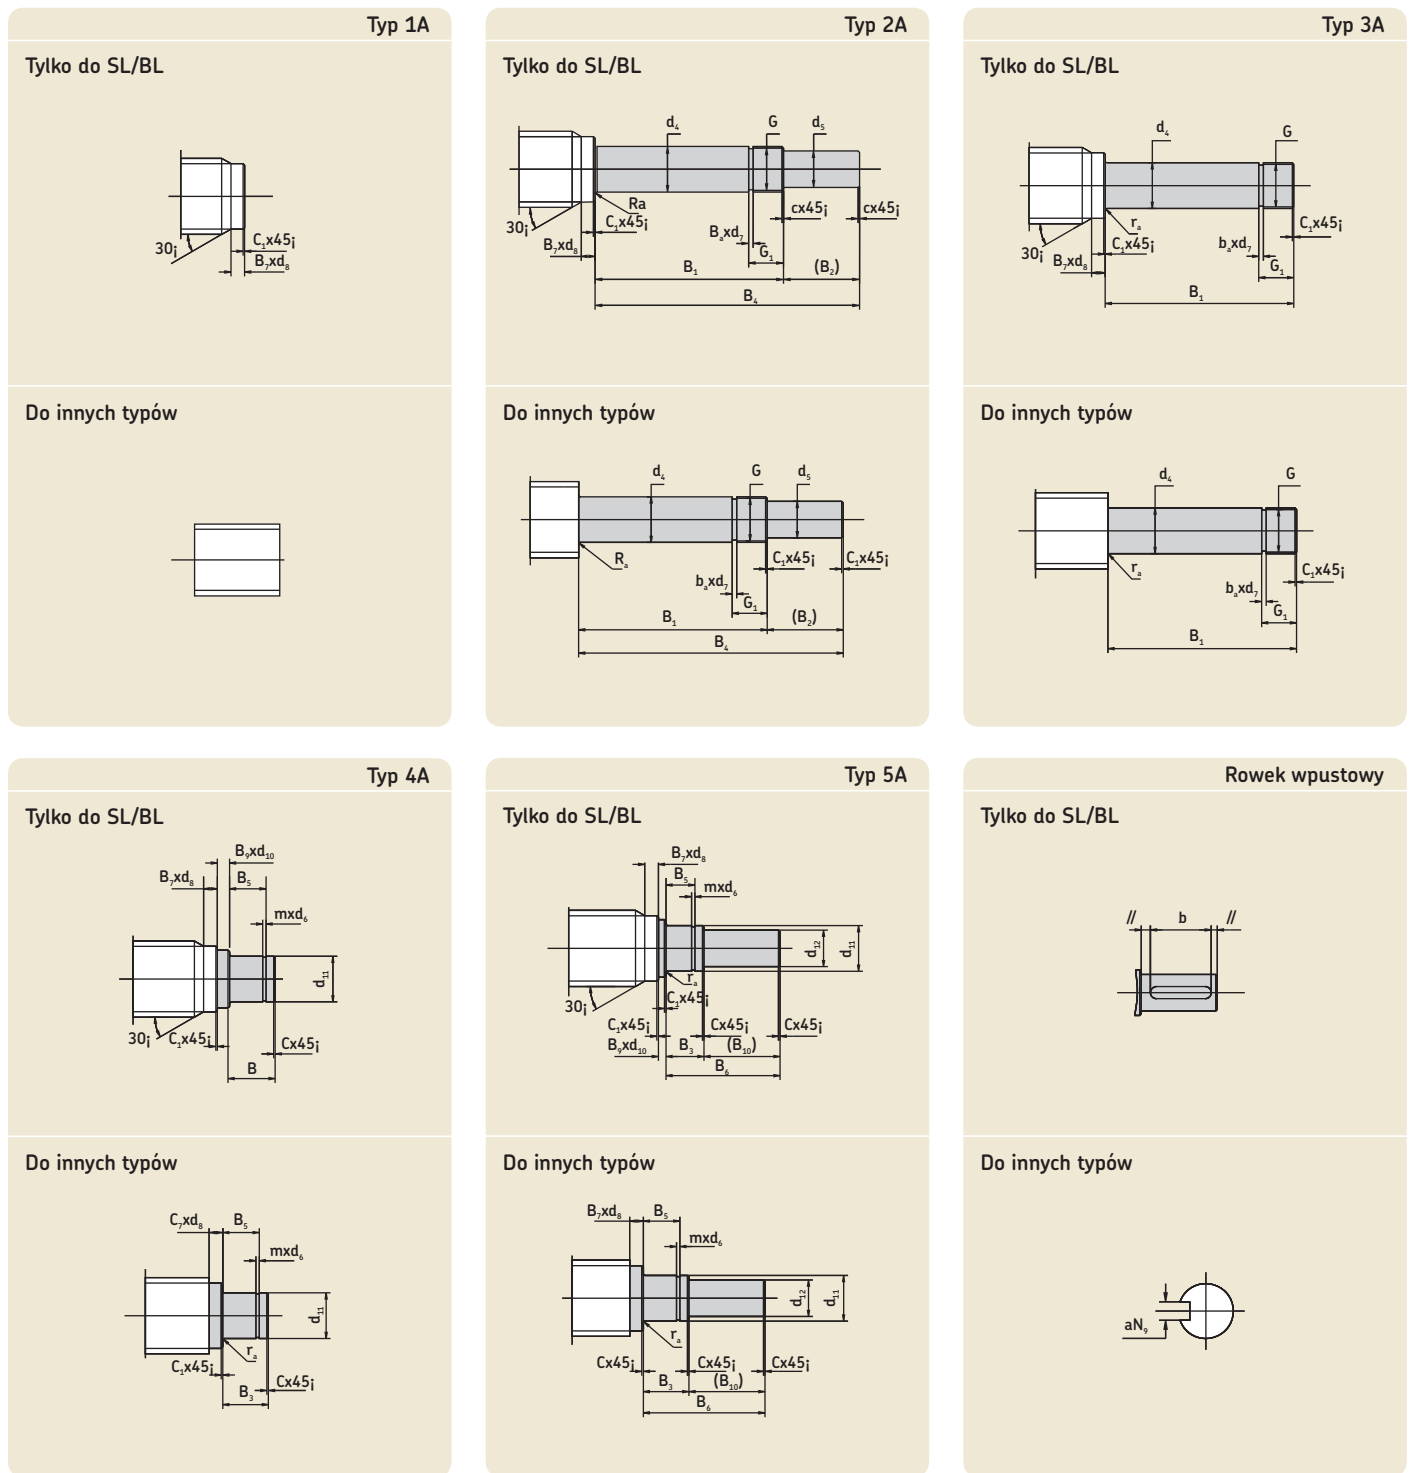 Typ 1A
Tylko do SL/BL
30¡
C₁x45¡
B₇xd₈
Do innych typów
Typ 2A
Tylko do SL/BL
d₄
G
d₅
Ra
30¡
C₁x45¡
B₇xd₈
cx45¡
cx45¡
Bₐxd₇
G₁
B₁
(B₂)
B₄
Do innych typów
d₄
G
d₅
Rₐ
C₁x45¡
C₁x45¡
bₐxd₇
G₁
B₁
(B₂)
B₄
Typ 3A
Tylko do SL/BL
d₄
G
rₐ
30¡
C₁x45¡
B₇xd₈
C₁x45¡
bₐxd₇
G₁
B₁
Do innych typów
d₄
G
rₐ
C₁x45¡
bₐxd₇
G₁
B₁
Typ 4A
Tylko do SL/BL
B₉xd₁₀
B₇xd₈
B₅
mxd₆
d₁₁
30¡
C₁x45¡
Cx45¡
B
Do innych typów
C₇xd₈
B₅
mxd₆
d₁₁
rₐ
C₁x45¡
Cx45¡
B₃
Typ 5A
Tylko do SL/BL
B₇xd₈
B₅
mxd₆
d₁₂
d₁₁
rₐ
30¡
C₁x45¡
C₁x45¡
Cx45¡
Cx45¡
B₉xd₁₀
B₃
(B₁₀)
B₆
Do innych typów
B₇xd₈
B₅
mxd₆
d₁₂
d₁₁
rₐ
Cx45¡
Cx45¡
Cx45¡
B₃
(B₁₀)
B₆
Rowek wpustowy
Tylko do SL/BL
// b //
Do innych typów
aN₉